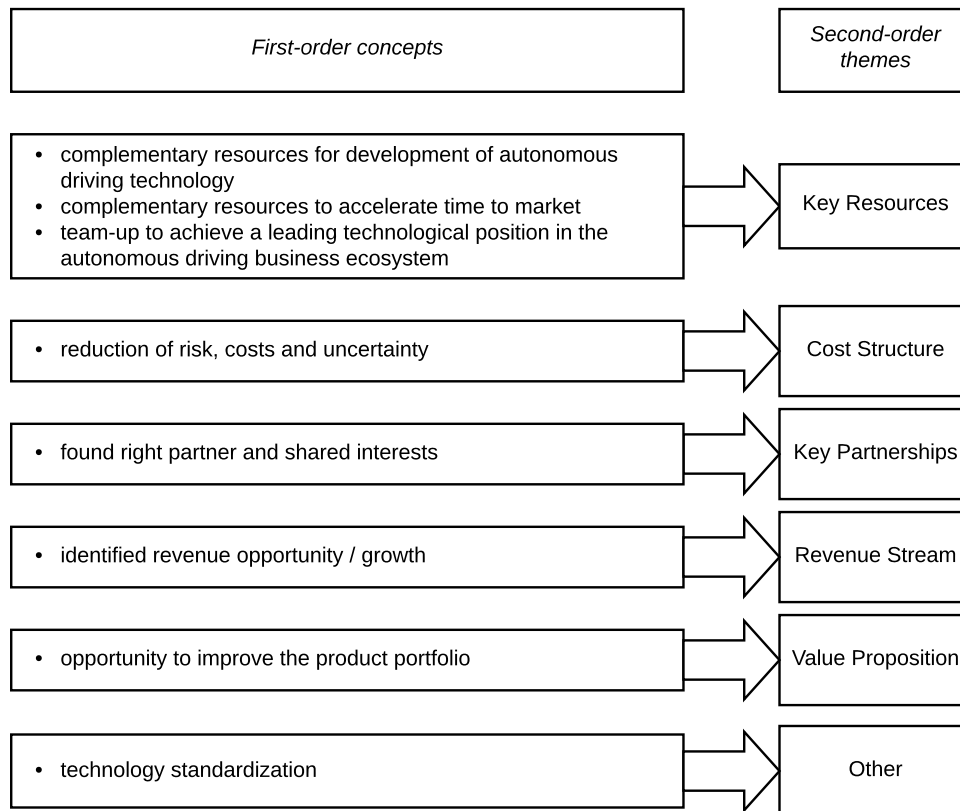 First-order concepts
Second-order
themes
• complementary resources for development of autonomous
driving technology
• complementary resources to accelerate time to market
• team-up to achieve a leading technological position in the
autonomous driving business ecosystem
Key Resources
• reduction of risk, costs and uncertainty
Cost Structure
• found right partner and shared interests
Key Partnerships
• identified revenue opportunity / growth
Revenue Stream
• opportunity to improve the product portfolio
Value Proposition
• technology standardization
Other